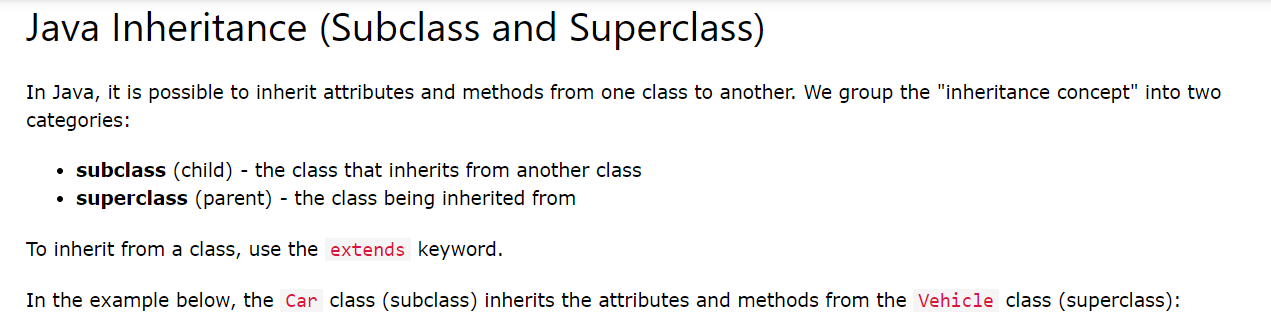 Java Inheritance (Subclass and Superclass)
In Java, it is possible to inherit attributes and methods from one class to another. We group the "inheritance concept" into two
categories:
• subclass (child) - the class that inherits from another class
• superclass (parent) - the class being inherited from
To inherit from a class, use the extends keyword.
In the example below, the Car class (subclass) inherits the attributes and methods from the Vehicle class (superclass):